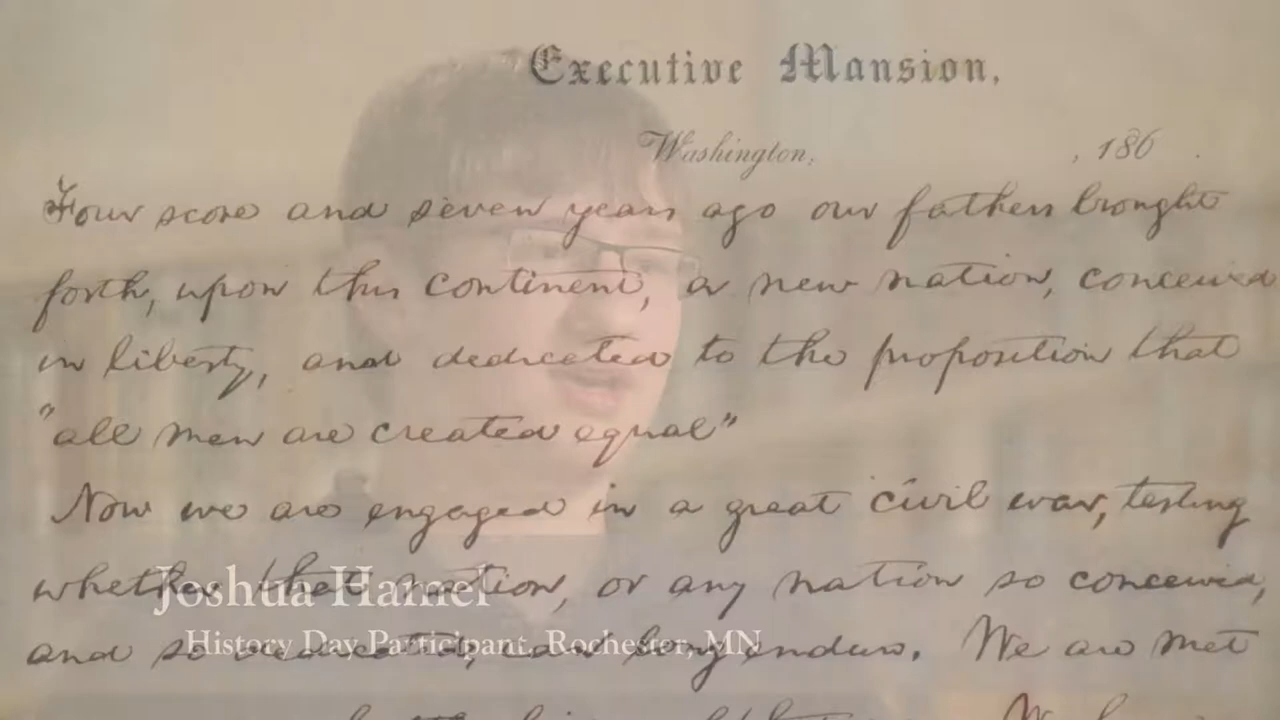 Executive Mansion,
Washington, , 186 .
Four score and seven years ago our fathers brought
forth, upon this continent, a new nation, conceived
in liberty, and dedicated to the proposition that
"all men are created equal"
Now we are engaged in a great civil war, testing
whether that nation, or any nation so conceived,
and so dedicated, can long endure. We are met
Joshua Hamel
History Day Participant, Rochester, MN